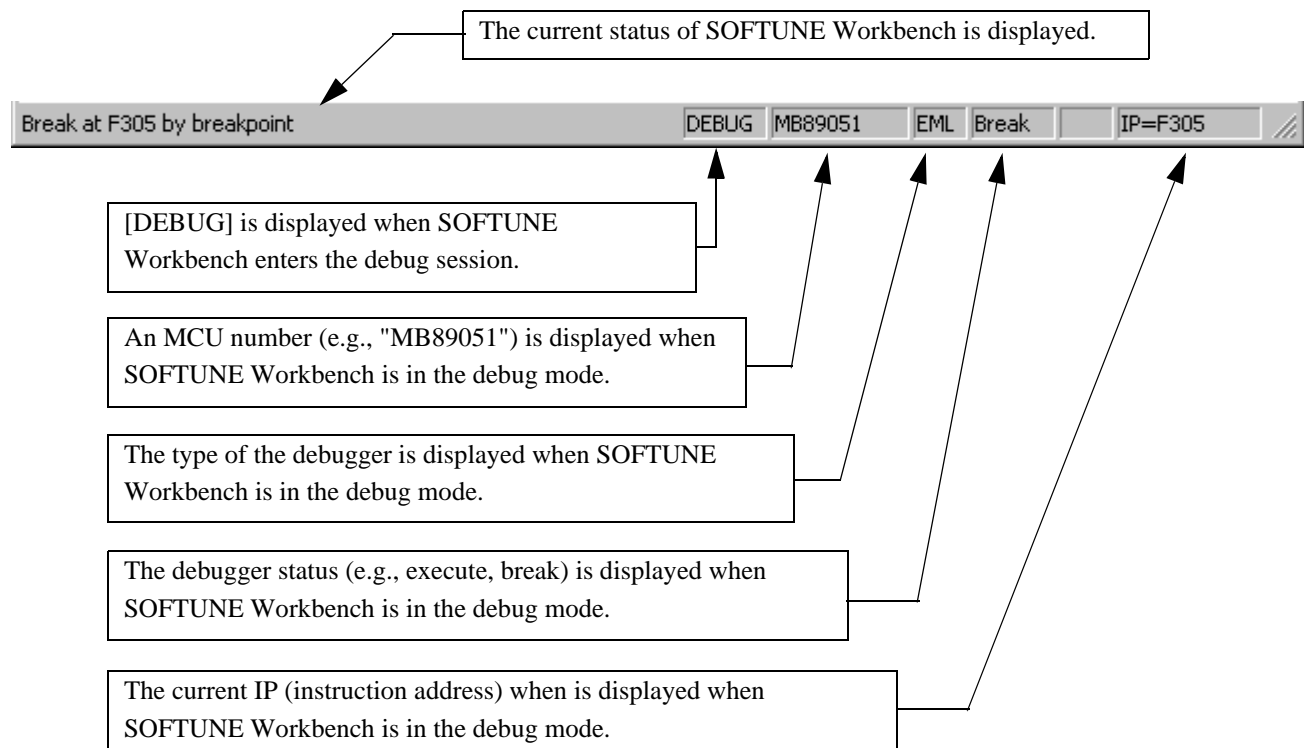 The current status of SOFTUNE Workbench is displayed.
Break at F305 by breakpoint DEBUG MB89051 EML Break IP=F305
[DEBUG] is displayed when SOFTUNE
Workbench enters the debug session.
An MCU number (e.g., "MB89051") is displayed when
SOFTUNE Workbench is in the debug mode.
The type of the debugger is displayed when SOFTUNE
Workbench is in the debug mode.
The debugger status (e.g., execute, break) is displayed when
SOFTUNE Workbench is in the debug mode.
The current IP (instruction address) when is displayed when
SOFTUNE Workbench is in the debug mode.